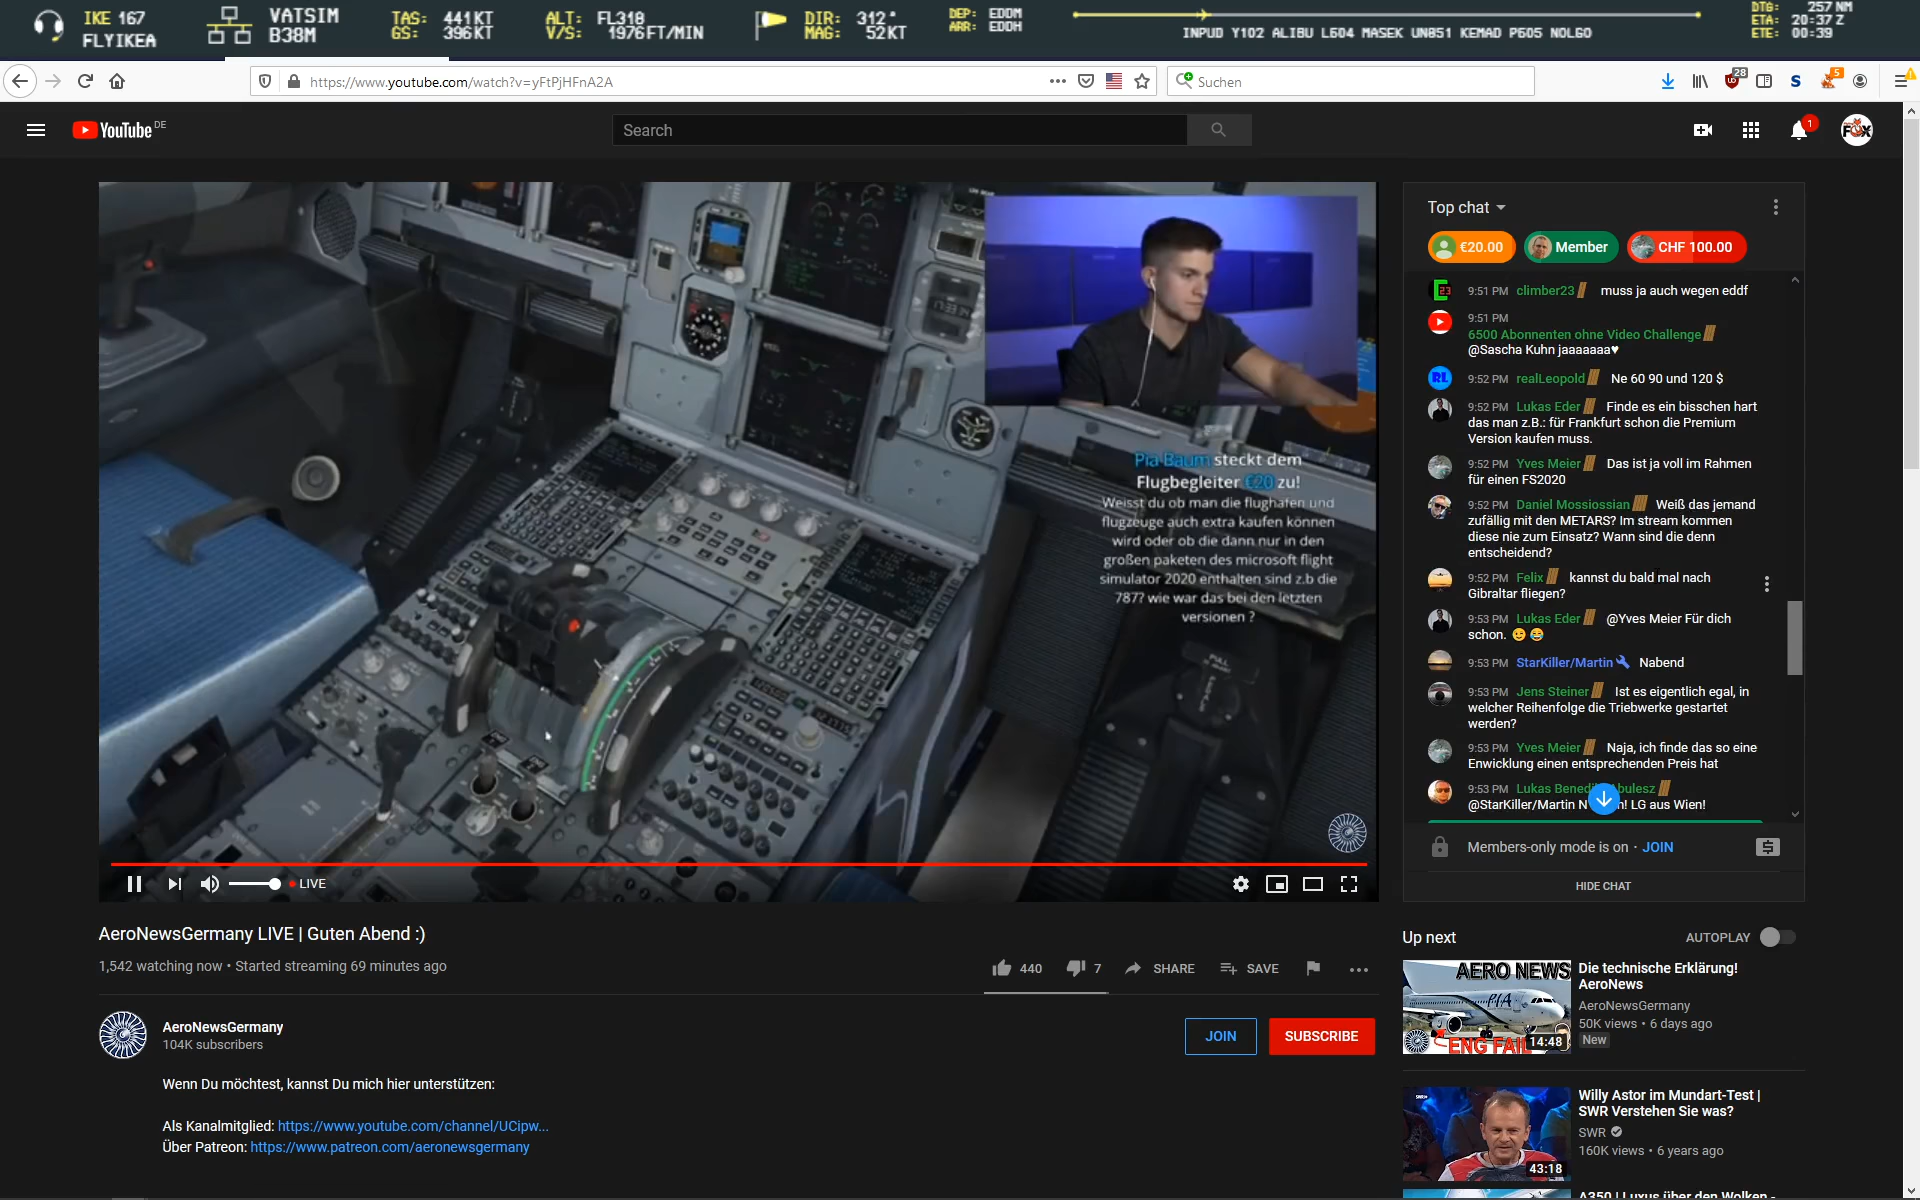 IKE 167
FLYIKEA
VATSIM
B38M
TAS: 441KT
GS: 396KT
ALT: FL318
V/S: 1976FT/MIN
DIR: 312°
MAG: 52KT
DEP: EDDM
ARR: EDDH
INPUD Y102 ALIBU L604 MASEK UN851 KEMAD P605 NOLGO
DTG: 257 NM
ETA: 20:37 Z
ETE: 00:39
https://www.youtube.com/watch?v=yFtPjHFnA2A
Suchen
28
S
5
YouTube DE
Search
1
FOX
Pia Baum steckt dem
Flugbegleiter €20 zu!
Weisst du ob man die flughäfen und
flugzeuge auch extra kaufen können
wird oder ob die dann nur in den
großen paketen des microsoft flight
simulator 2020 enthalten sind z.b die
787? wie war das bei den letzten
versionen ?
PULL
LIVE
Top chat
€20.00
Member
CHF 100.00
9:51 PM climber23 muss ja auch wegen eddf
9:51 PM
6500 Abonnenten ohne Video Challenge
@Sascha Kuhn jaaaaaaa♥
RL
9:52 PM realLeopold Ne 60 90 und 120 $
9:52 PM Lukas Eder Finde es ein bisschen hart
das man z.B.: für Frankfurt schon die Premium
Version kaufen muss.
9:52 PM Yves Meier Das ist ja voll im Rahmen
für einen FS2020
9:52 PM Daniel Mossiossian Weiß das jemand
zufällig mit den METARS? Im stream kommen
diese nie zum Einsatz? Wann sind die denn
entscheidend?
9:52 PM Felix kannst du bald mal nach
Gibraltar fliegen?
9:53 PM Lukas Eder @Yves Meier Für dich
schon. 😉😂
9:53 PM StarKiller/Martin Nabend
9:53 PM Jens Steiner Ist es eigentlich egal, in
welcher Reihenfolge die Triebwerke gestartet
werden?
9:53 PM Yves Meier Naja, ich finde das so eine
Enwicklung einen entsprechenden Preis hat
9:53 PM Lukas
@StarKiller/Martin LG aus Wien!
Members-only mode is on · JOIN
HIDE CHAT
AeroNewsGermany LIVE | Guten Abend :)
1,542 watching now • Started streaming 69 minutes ago
440
7
SHARE
SAVE
AeroNewsGermany
104K subscribers
JOIN
SUBSCRIBE
Wenn Du möchtest, kannst Du mich hier unterstützen:
Als Kanalmitglied: https://www.youtube.com/channel/UCipw...
Über Patreon: https://www.patreon.com/aeronewsgermany
Up next
AUTOPLAY
AERO NEWS
PIA
ENG FAIL
14:48
Die technische Erklärung!
AeroNews
AeroNewsGermany
50K views • 6 days ago
New
43:18
Willy Astor im Mundart-Test |
SWR Verstehen Sie was?
SWR
160K views • 6 years ago
A350 | Luxus über den Wolken -